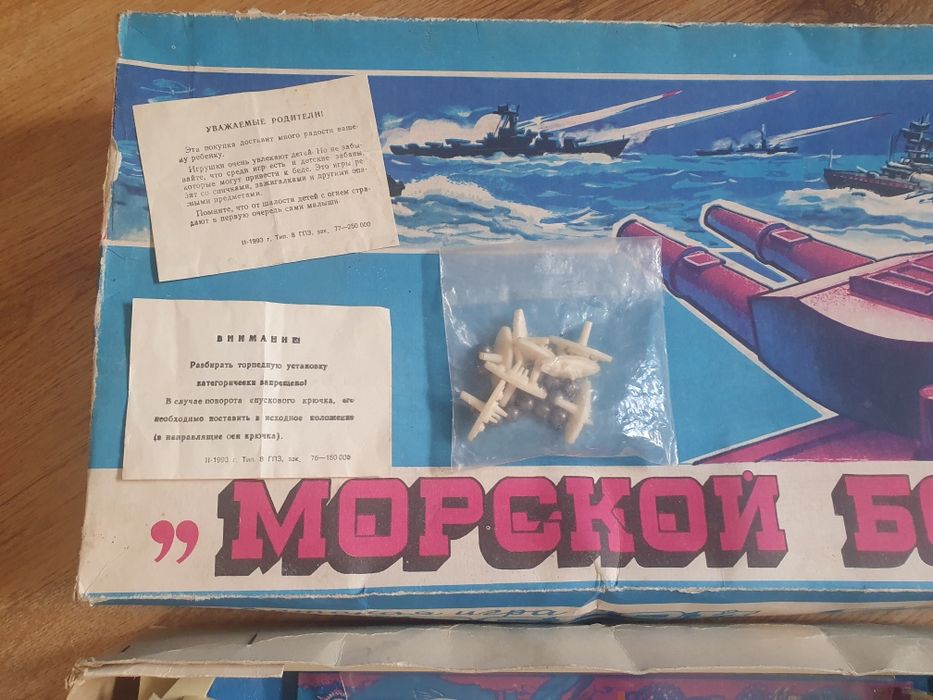 УВАЖАЕМЫЕ РОДИТЕЛИ!
Эта покупка доставит много радости ваше-
му ребенку.
Игрушки очень увлекают детей. Но не забы-
вайте, что среди игр есть и детские забавы,
которые могут привести к беде. Это игры ре-
бят со спичками, зажигалками и другими опа-
сными предметами.
Помните, что от шалости детей с огнем стра-
дают в первую очередь сами малыши.
И-1993 г. Тип. 8 ГПЗ, зак. 77—250 000
ВНИМАНИЕ
Разбирать торпедную установку
категорически запрещено!
В случае поворота спускового крючка, его
необходимо поставить в исходное положение
(в направляющие оси крючка).
И-1993 г. Тип. 8 ГПЗ, зак. 76—150 000
„МОРСКОЙ Б
игра